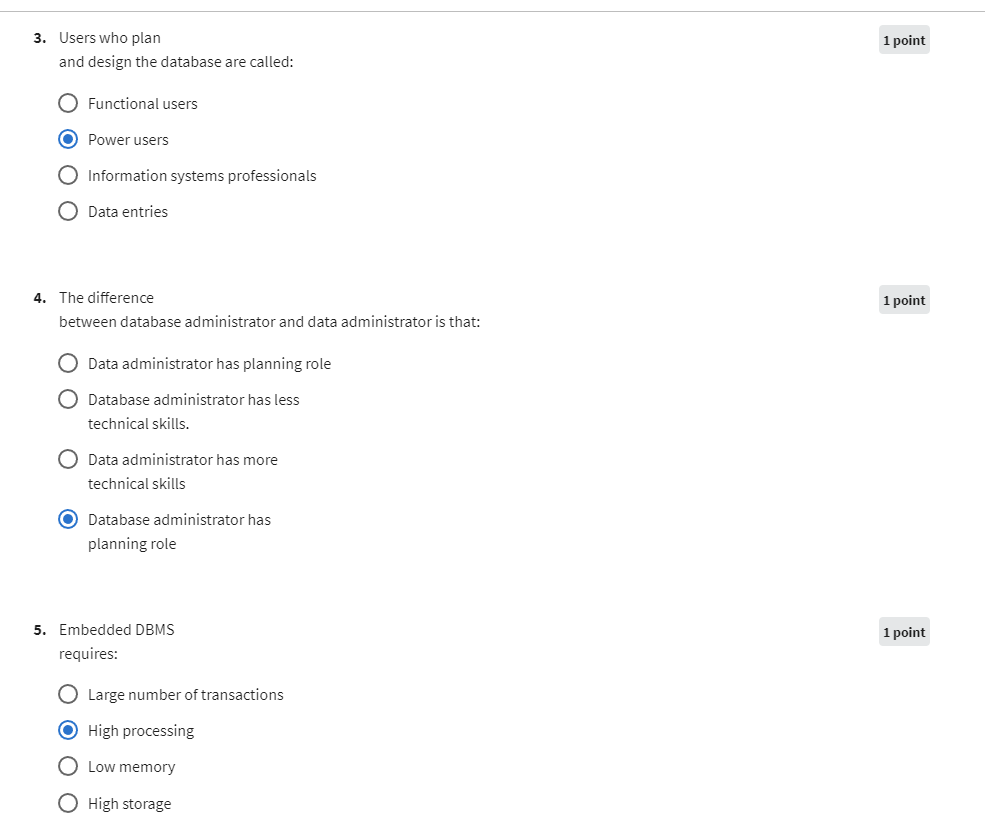 3. Users who plan
1 point
and design the database are called:
Functional users
Power users
Information systems professionals
Data entries
4. The difference
1 point
between database administrator and data administrator is that:
Data administrator has planning role
Database administrator has less
technical skills.
Data administrator has more
technical skills
Database administrator has
planning role
5. Embedded DBMS
1 point
requires:
Large number of transactions
High processing
Low memory
High storage